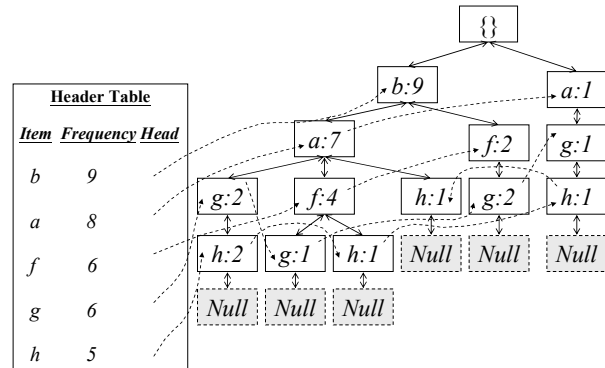 {}
b:9
a:1
Header Table
Item Frequency Head
a:7
f:2
g:1
b 9
g:2
f:4
h:1
g:2
h:1
a 8
h:2
g:1
h:1
Null
Null
Null
f 6
Null
Null
Null
g 6
h 5